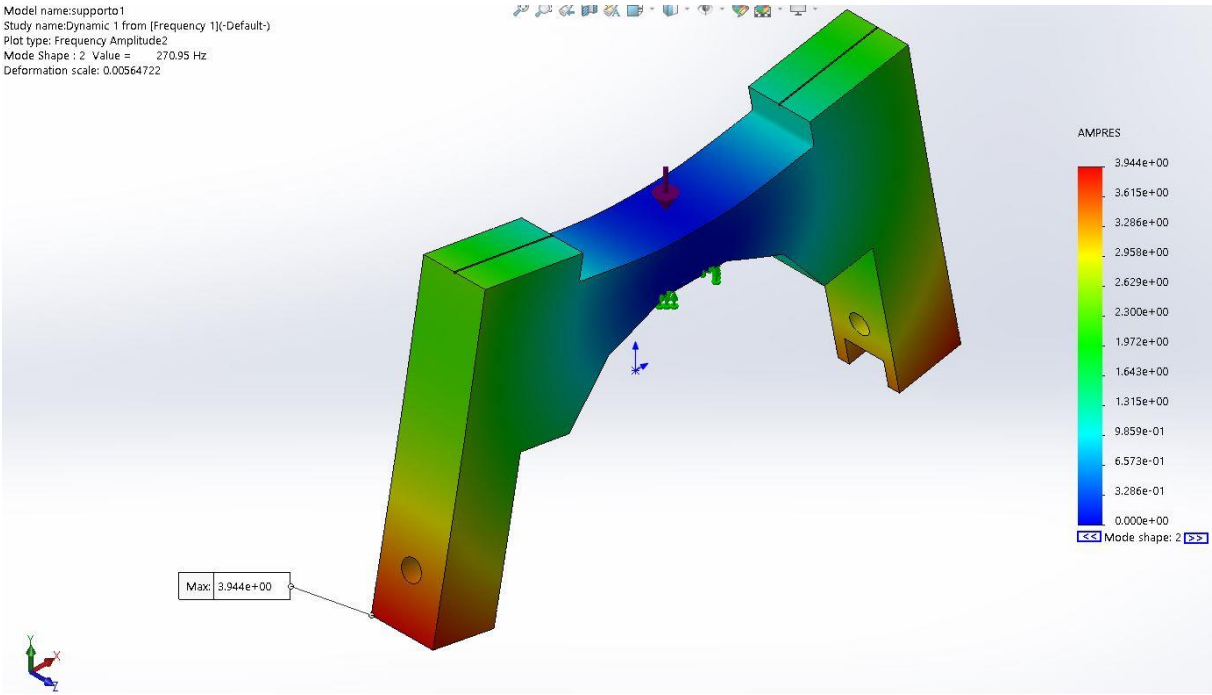 Model name:supporto1
Study name:Dynamic 1 from [Frequency 1](-Default-)
Plot type: Frequency Amplitude2
Mode Shape : 2 Value = 270.95 Hz
Deformation scale: 0.00564722
AMPRES
3.944e+00
3.615e+00
3.286e+00
2.958e+00
2.629e+00
2.300e+00
1.972e+00
1.643e+00
1.315e+00
9.859e-01
6.573e-01
3.286e-01
0.000e+00
<< Mode shape: 2 >>
Max: 3.944e+00
Y
X
Z